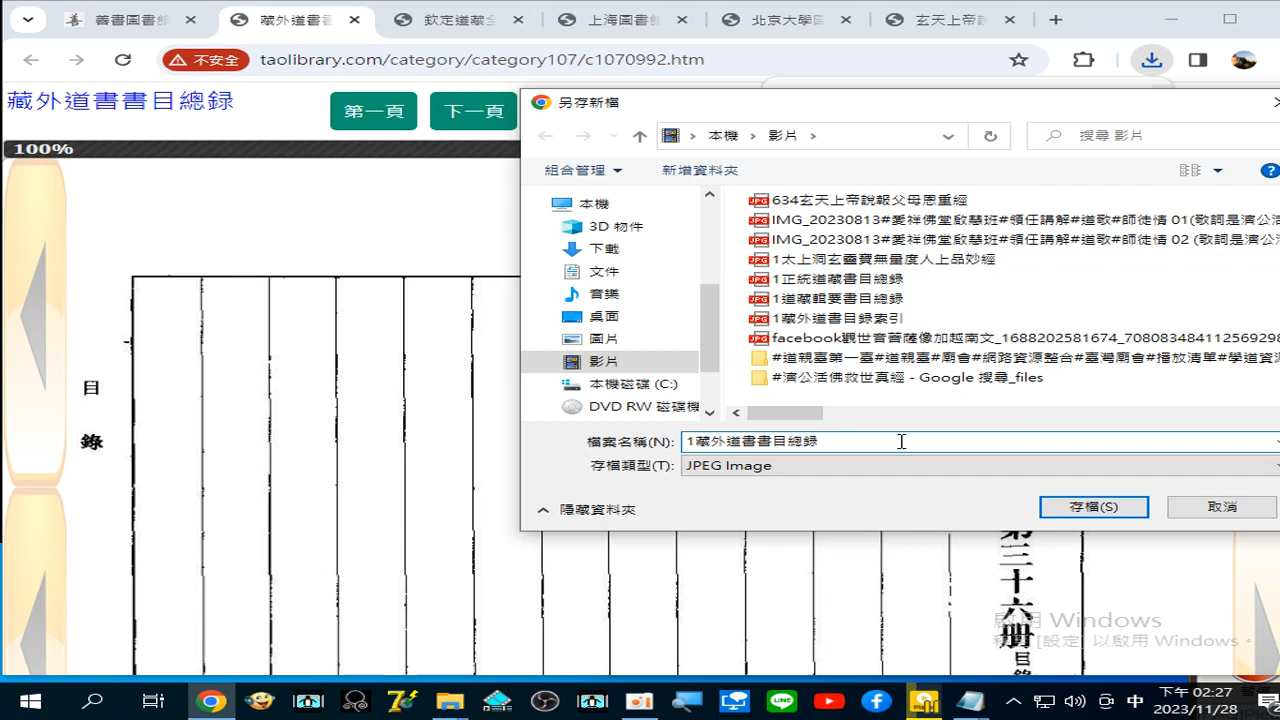 善書圖書館
藏外道書書
欽定道藏全
上海圖書館
北京大學圖
玄天上帝說
不安全
taolibrary.com/category/category107/c1070992.htm
藏外道書書目總録
第一頁
下一頁
100%
目錄
第三十六册
目錄
另存新檔
本機 > 影片 >
搜尋 影片
組合管理
新增資料夾
本機
3D 物件
下載
文件
音樂
桌面
圖片
影片
本機磁碟 (C:)
DVD RW 磁碟機
634玄天上帝說報父母恩重經
IMG_20230813#愛祥佛堂啟慧班#領任講解#道敬#師徒情 01(歌詞是濟公
IMG_20230813#愛祥佛堂啟慧班#領任講解#道敬#師徒情 02 (歌詞是濟公
1太上洞玄靈寶無量度人上品妙經
1正統道藏書目總録
1道藏輯要書目總録
1藏外道書目録索引
facebook觀世音菩薩像加越南文_1688202581674_708083484112569298
#道親臺第一臺#道親臺#廟會#網路資源整合#臺灣廟會#播放清單#學道資
#濟公活佛救世真經 - Google 搜尋_files
檔案名稱(N):
1藏外道書書目總録
存檔類型(T):
JPEG Image
隱藏資料夾
存檔(S)
取消
啟用 Windows
[設定] 以啟用 Windows。
中
下午 02:27
2023/11/28